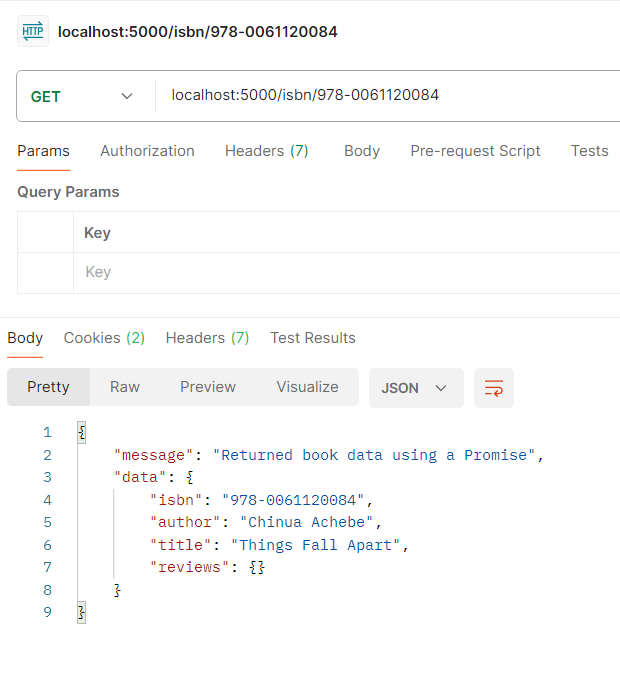 HTTP localhost:5000/isbn/978-0061120084
GET localhost:5000/isbn/978-0061120084
Params Authorization Headers (7) Body Pre-request Script Tests
Query Params
Key
Key
Body Cookies (2) Headers (7) Test Results
Pretty Raw Preview Visualize JSON
1 {
2 "message": "Returned book data using a Promise",
3 "data": {
4 "isbn": "978-0061120084",
5 "author": "Chinua Achebe",
6 "title": "Things Fall Apart",
7 "reviews": {}
8 }
9 }